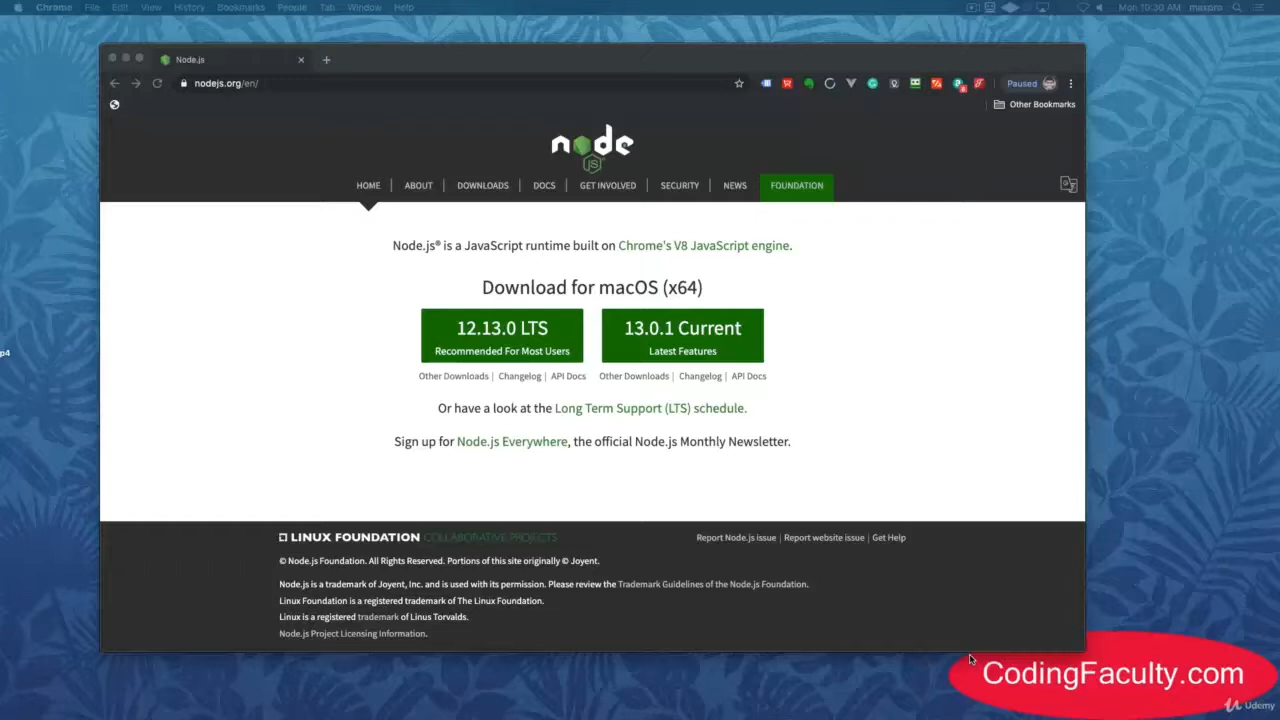 Chrome File Edit View History Bookmarks People Tab Window Help Mon 10:30 AM maxpro
Node.js
nodejs.org/en/ Paused
Other Bookmarks
node
JS
HOME | ABOUT | DOWNLOADS | DOCS | GET INVOLVED | SECURITY | NEWS FOUNDATION
Node.js® is a JavaScript runtime built on Chrome's V8 JavaScript engine.
Download for macOS (x64)
12.13.0 LTS
Recommended For Most Users
13.0.1 Current
Latest Features
p4
Other Downloads | Changelog | API Docs
Other Downloads | Changelog | API Docs
Or have a look at the Long Term Support (LTS) schedule.
Sign up for Node.js Everywhere, the official Node.js Monthly Newsletter.
LINUX FOUNDATION COLLABORATIVE PROJECTS
Report Node.js issue | Report website issue | Get Help
© Node.js Foundation. All Rights Reserved. Portions of this site originally © Joyent.
Node.js is a trademark of Joyent, Inc. and is used with its permission. Please review the Trademark Guidelines of the Node.js Foundation.
Linux Foundation is a registered trademark of The Linux Foundation.
Linux is a registered trademark of Linus Torvalds.
Node.js Project Licensing Information.
CodingFaculty.com
Udemy